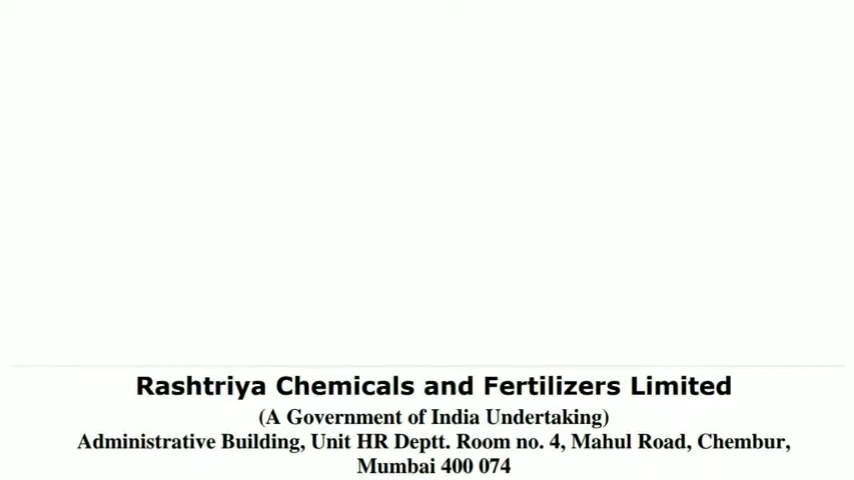 Rashtriya Chemicals and Fertilizers Limited
(A Government of India Undertaking)
Administrative Building, Unit HR Deptt. Room no. 4, Mahul Road, Chembur,
Mumbai 400 074